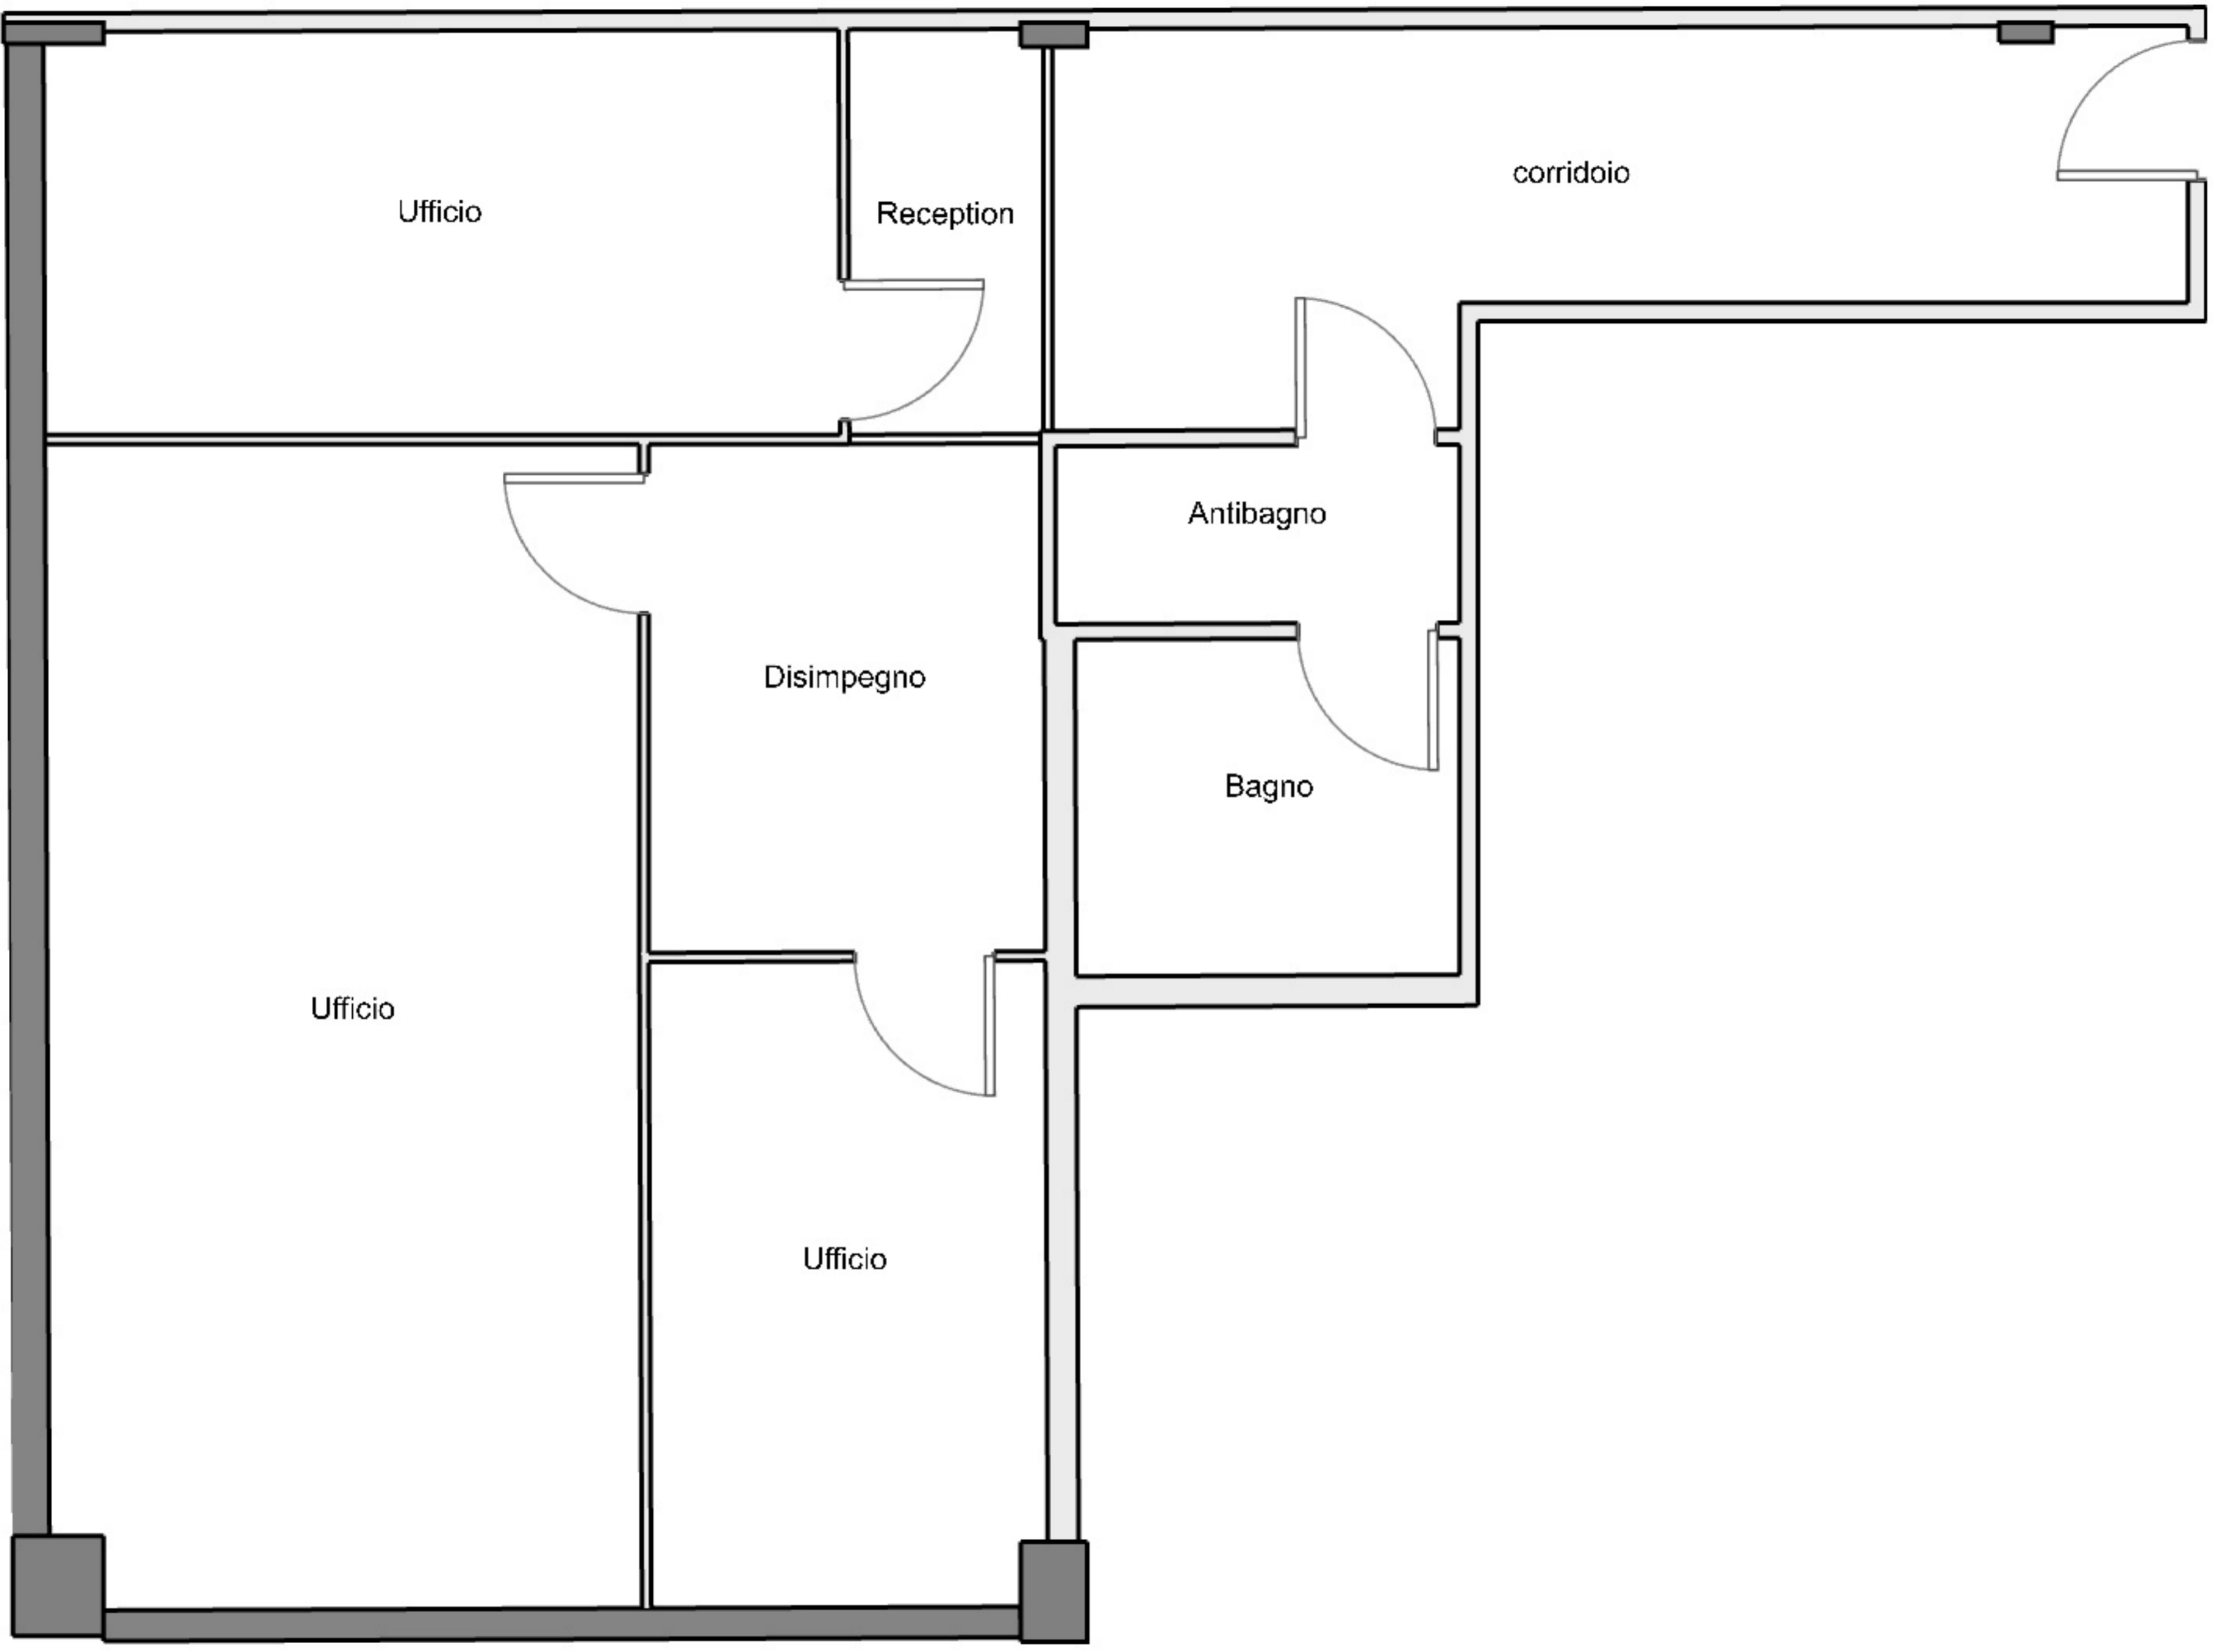 corridoio
Ufficio
Reception
Antibagno
Disimpegno
Bagno
Ufficio
Ufficio